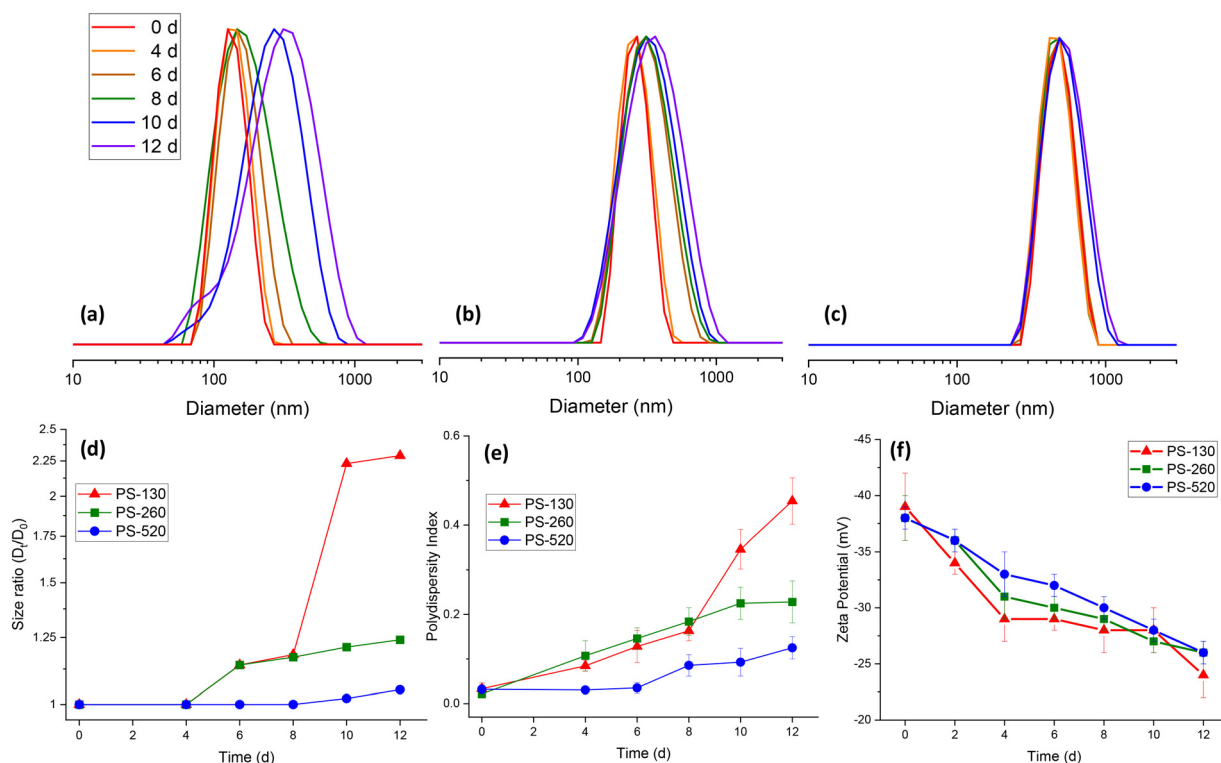 0 d
4 d
6 d
8 d
10 d
12 d
(a)
10 100 1000
Diameter (nm)
(b)
10 100 1000
Diameter (nm)
(c)
10 100 1000
Diameter (nm)
(d)
2.5
2.25
2
1.75
1.5
1.25
1
Size ratio (Dt/D0)
PS-130
PS-260
PS-520
0 2 4 6 8 10 12
Time (d)
(e)
0.6
0.4
0.2
0.0
Polydispersity Index
PS-130
PS-260
PS-520
0 2 4 6 8 10 12
Time (d)
(f)
-45
-40
-35
-30
-25
-20
Zeta Potential (mV)
PS-130
PS-260
PS-520
0 2 4 6 8 10 12
Time (d)